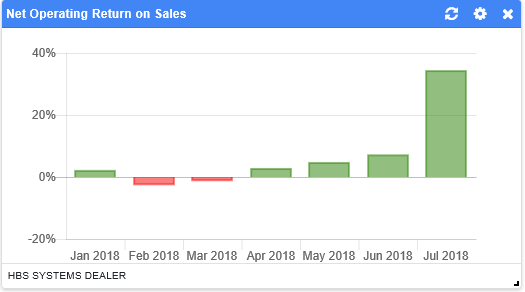 Net Operating Return on Sales
40%
20%
0%
-20%
Jan 2018 Feb 2018 Mar 2018 Apr 2018 May 2018 Jun 2018 Jul 2018
HBS SYSTEMS DEALER